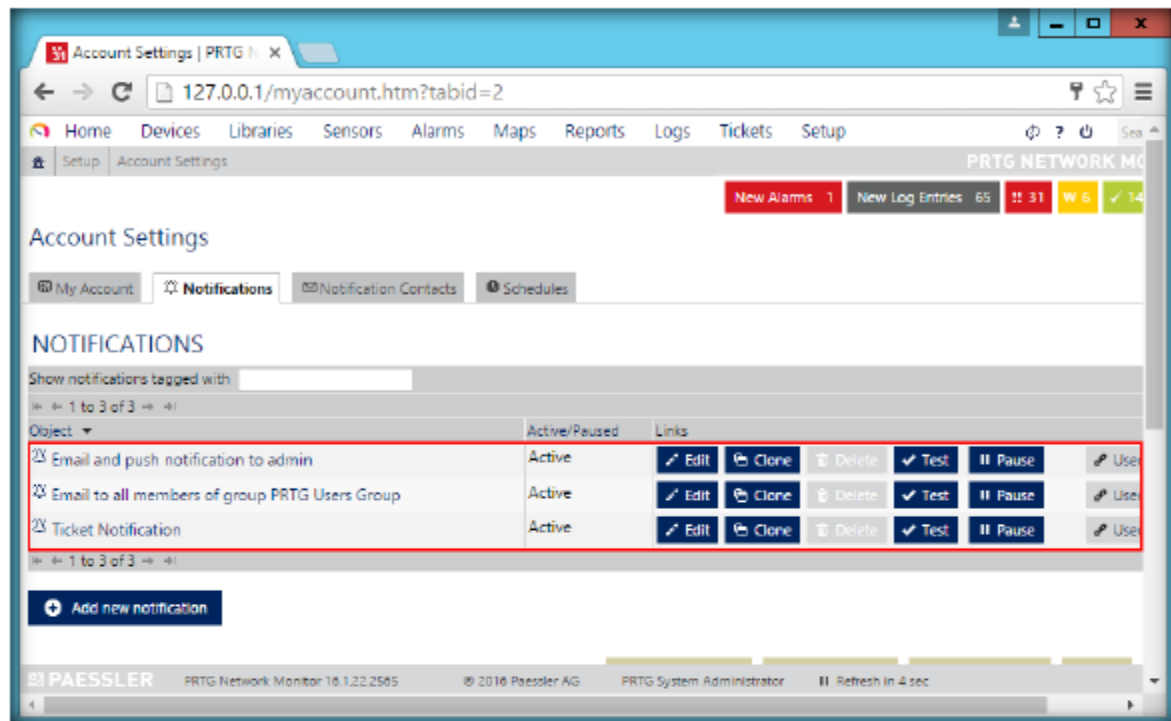 Account Settings | PRTG N
127.0.0.1/myaccount.htm?tabid=2
Home Devices Libraries Sensors Alarms Maps Reports Logs Tickets Setup ? Sea
Setup Account Settings PRTG NETWORK MO
New Alarms 1 New Log Entries 65 !! 31 W 6 ✓ 14
Account Settings
My Account Notifications Notification Contacts Schedules
NOTIFICATIONS
Show notifications tagged with
1 to 3 of 3
Object Active/Paused Links
Email and push notification to admin Active Edit Clone Delete Test Pause Use
Email to all members of group PRTG Users Group Active Edit Clone Delete Test Pause Use
Ticket Notification Active Edit Clone Delete Test Pause Use
1 to 3 of 3
Add new notification
PAESSLER PRTG Network Monitor 16.1.22.2565 © 2016 Paessler AG PRTG System Administrator Refresh in 4 sec